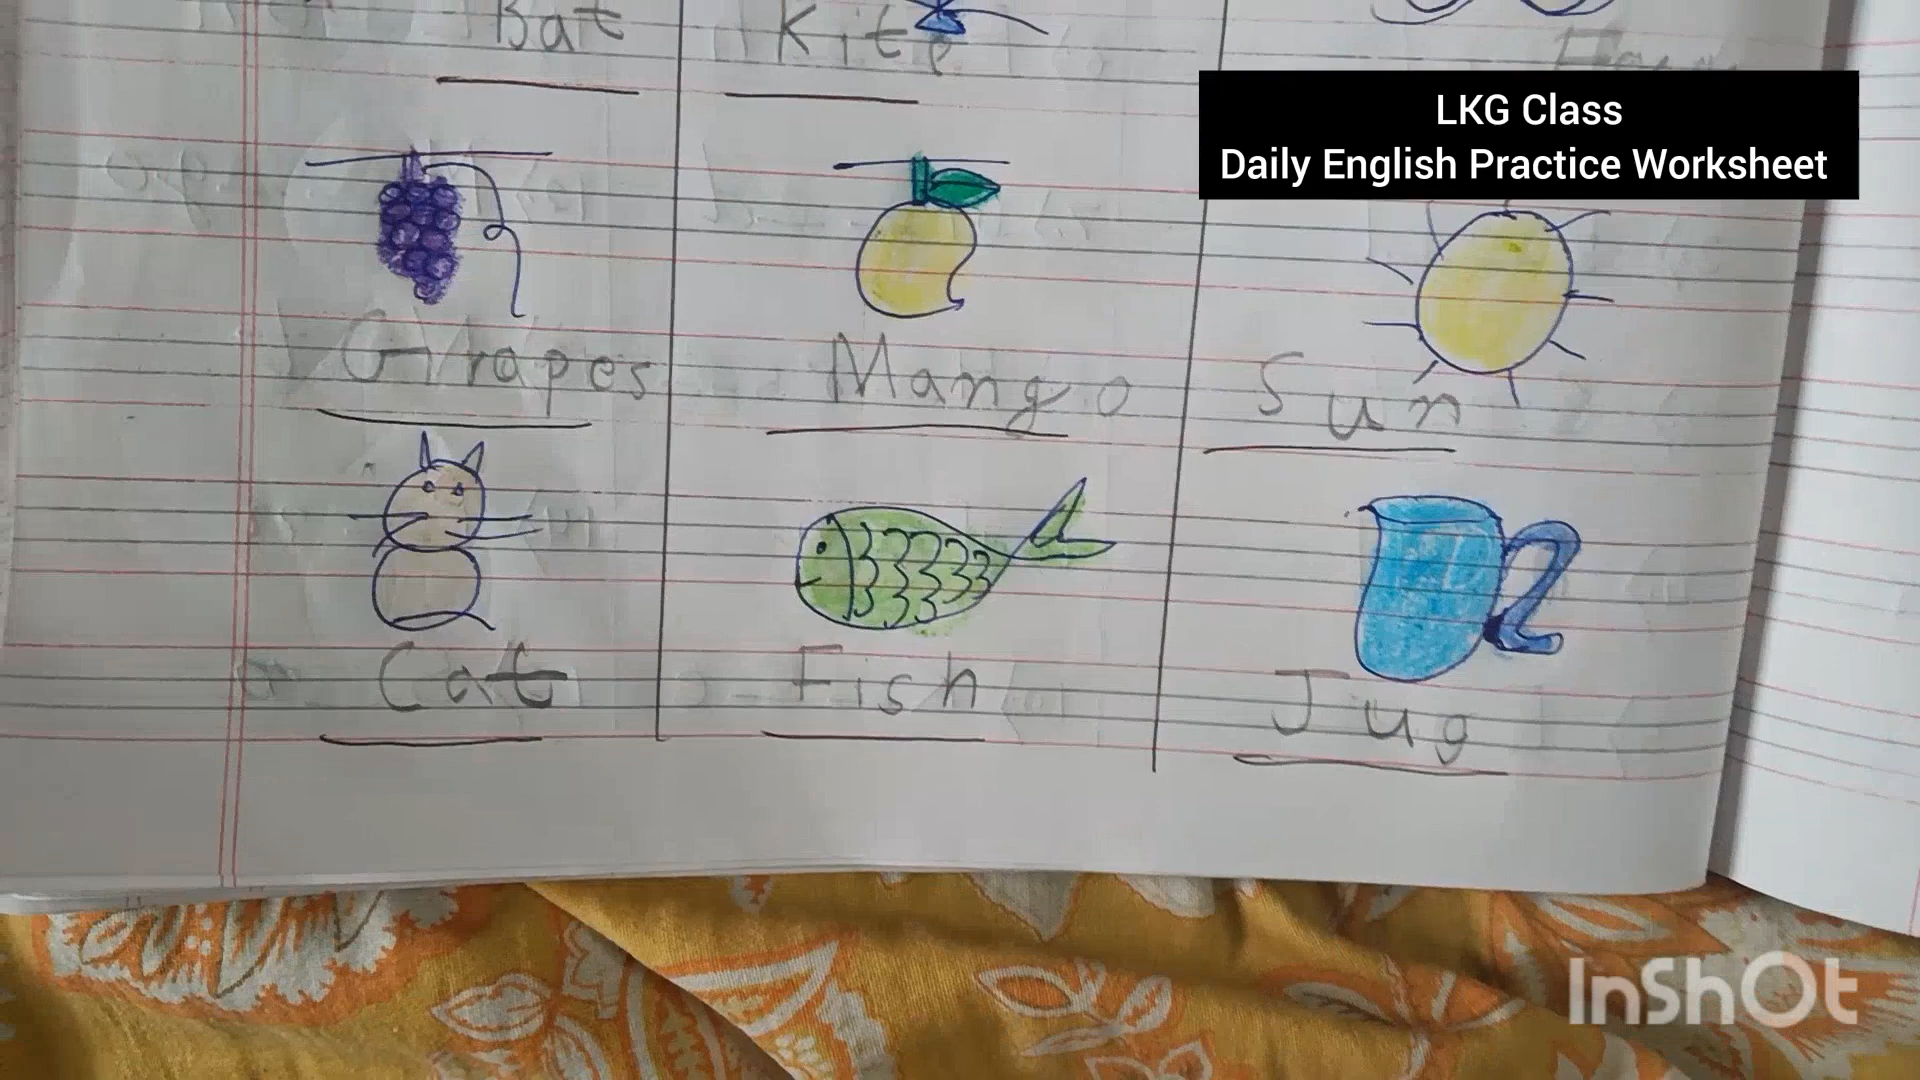 Bat Kite
LKG Class
Daily English Practice Worksheet
Grapes Mango Sun
Cat Fish Jug
InShOt